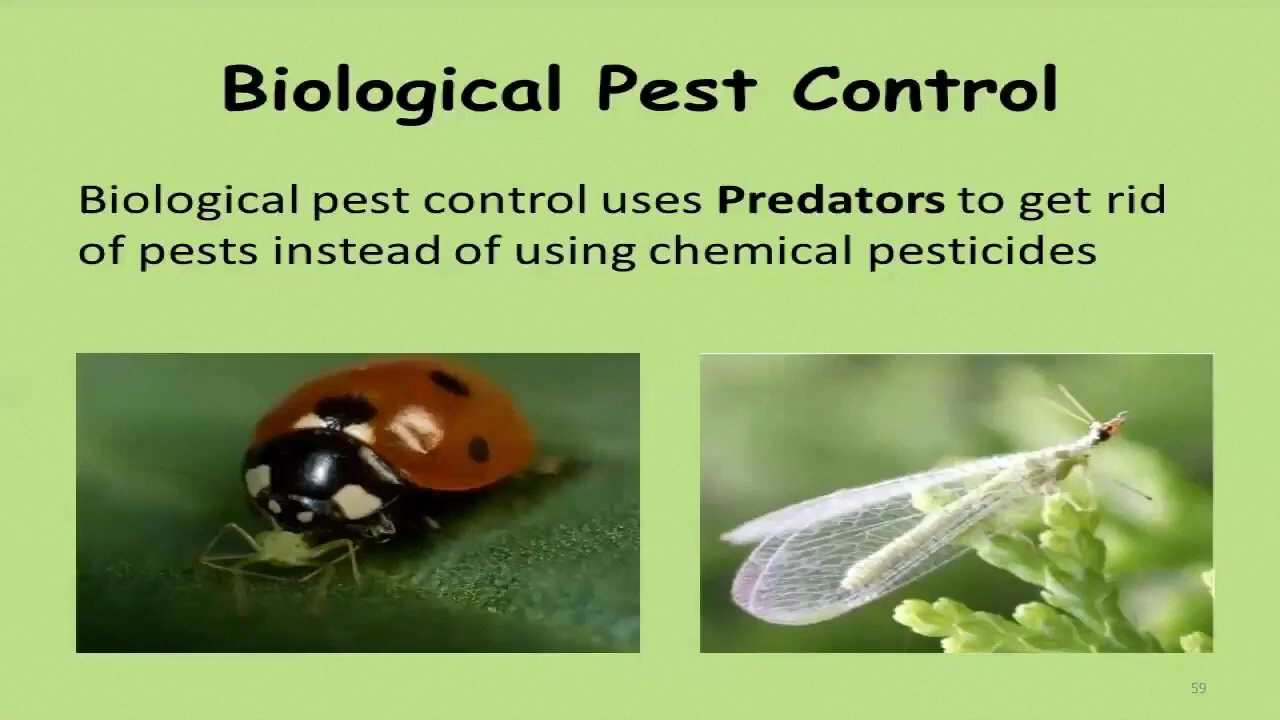 Biological Pest Control
Biological pest control uses Predators to get rid
of pests instead of using chemical pesticides
59